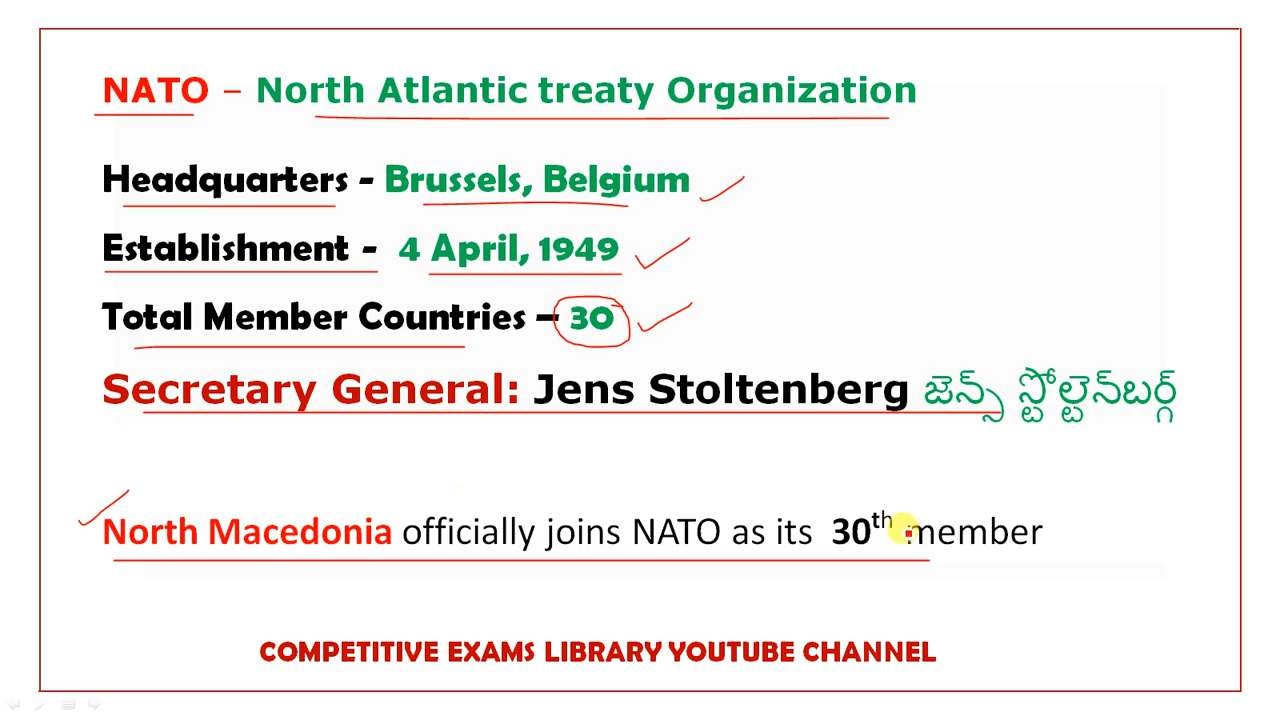 NATO – North Atlantic treaty Organization
Headquarters - Brussels, Belgium
Establishment - 4 April, 1949
Total Member Countries – 30
Secretary General: Jens Stoltenberg జెన్స్ స్టోల్టెన్‌బర్గ్
North Macedonia officially joins NATO as its 30th member
COMPETITIVE EXAMS LIBRARY YOUTUBE CHANNEL